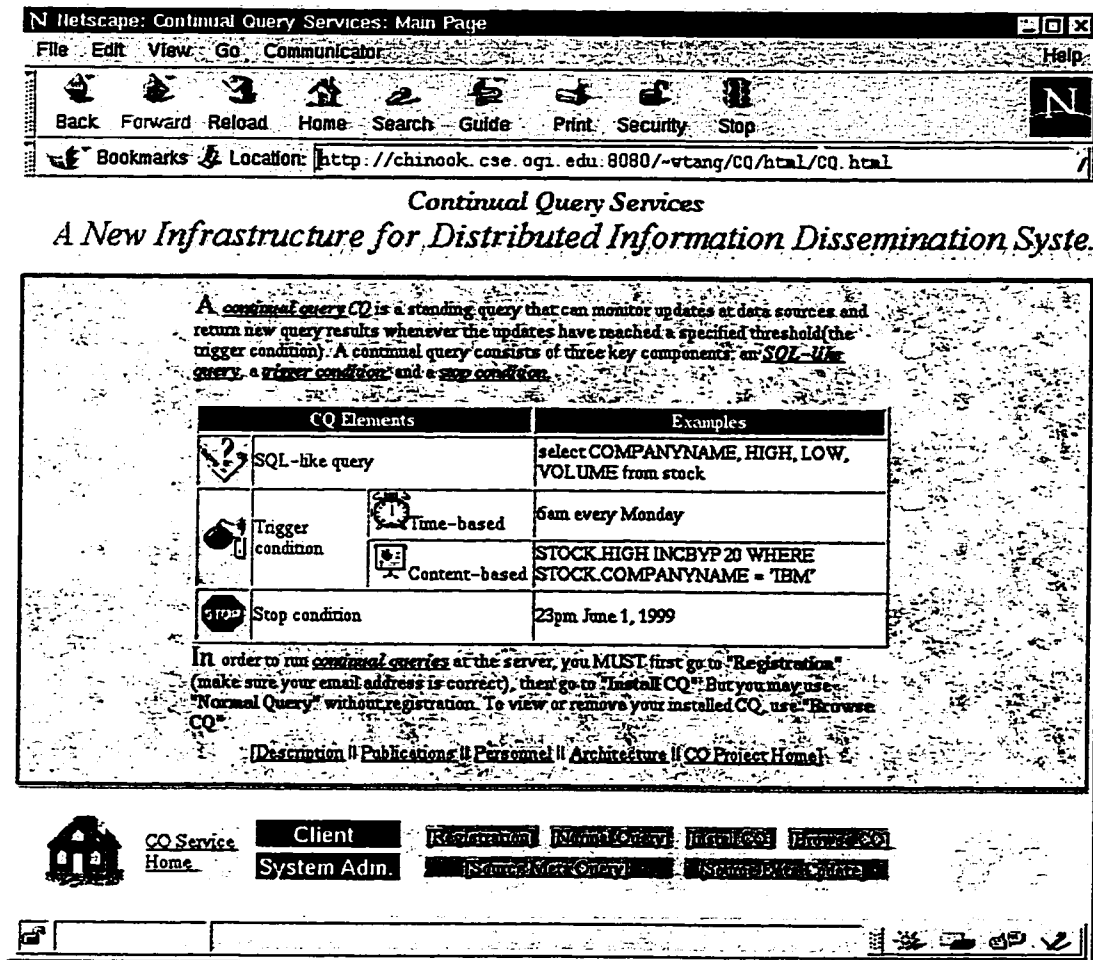 N Netscape: Continual Query Services: Main Page
File Edit View Go Communicator Help
Back Forward Reload Home Search Guide Print Security Stop
N
Bookmarks Location: http://chinook.cse.ogi.edu:8080/~wtang/CQ/html/CQ.html
Continual Query Services
A New Infrastructure for Distributed Information Dissemination Syste
A continual query CQ is a standing query that can monitor updates at data sources and
return new query results whenever the updates have reached a specified threshold(the
trigger condition). A continual query consists of three key components: an SQL-like
query, a trigger condition, and a stop condition.
CQ Elements Examples
SQL-like query select COMPANYNAME, HIGH, LOW,
VOLUME from stock
Trigger
condition
Time-based 6am every Monday
Content-based STOCK.HIGH INCBYP 20 WHERE
STOCK.COMPANYNAME = 'IBM'
STOP Stop condition 23pm June 1, 1999
In order to run continual queries at the server, you MUST first go to "Registration"
(make sure your email address is correct), then go to "Install CQ". But you may use
"Normal Query" without registration. To view or remove your installed CQ, use "Browse
CQ"
[Description || Publications || Personnel || Architecture || CQ Project Home]
CQ Service
Home
Client [Registration] [Normal Query] [Install CQ] [Browse CQ]
System Adm.